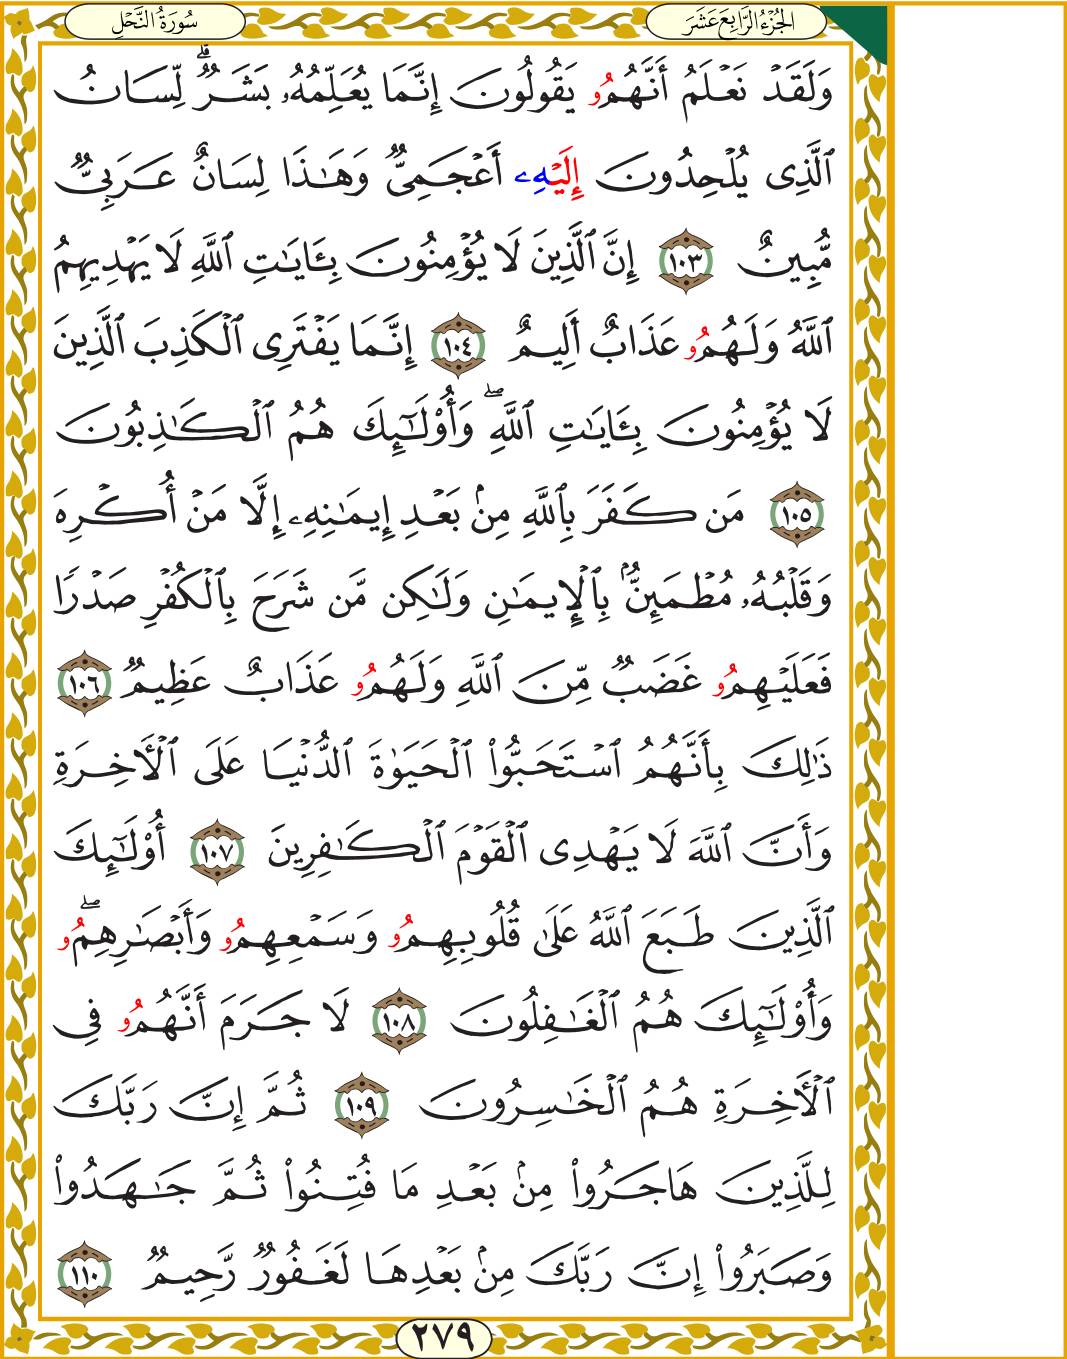 الجُزْءُ الرَّابِعَ عَشَرَ
سُورَةُ النَّحْلِ
وَلَقَدْ نَعْلَمُ أَنَّهُمُۥ يَقُولُونَ إِنَّمَا يُعَلِّمُهُۥ بَشَرٌۗ لِّسَانُ
ٱلَّذِى يُلْحِدُونَ إِلَيْهِۦ أَعْجَمِىٌّ وَهَٰذَا لِسَانٌ عَرَبِىٌّ
مُّبِينٌ ١٠٣ إِنَّ ٱلَّذِينَ لَا يُؤْمِنُونَ بِـَٔايَٰتِ ٱللَّهِ لَا يَهْدِيهِمُ
ٱللَّهُ وَلَهُمُۥ عَذَابٌ أَلِيمٌ ١٠٤ إِنَّمَا يَفْتَرِى ٱلْكَذِبَ ٱلَّذِينَ
لَا يُؤْمِنُونَ بِـَٔايَٰتِ ٱللَّهِۖ وَأُو۟لَٰٓئِكَ هُمُ ٱلْكَٰذِبُونَ
١٠٥ مَن كَفَرَ بِٱللَّهِ مِنۢ بَعْدِ إِيمَٰنِهِۦ إِلَّا مَنْ أُكْرِهَ
وَقَلْبُهُۥ مُطْمَئِنٌّۢ بِٱلْإِيمَٰنِ وَلَٰكِن مَّن شَرَحَ بِٱلْكُفْرِ صَدْرًا
فَعَلَيْهِمُۥ غَضَبٌ مِّنَ ٱللَّهِ وَلَهُمُۥ عَذَابٌ عَظِيمٌ ١٠٦
ذَٰلِكَ بِأَنَّهُمُ ٱسْتَحَبُّوا۟ ٱلْحَيَوٰةَ ٱلدُّنْيَا عَلَى ٱلْأَخِرَةِ
وَأَنَّ ٱللَّهَ لَا يَهْدِى ٱلْقَوْمَ ٱلْكَٰفِرِينَ ١٠٧ أُو۟لَٰٓئِكَ
ٱلَّذِينَ طَبَعَ ٱللَّهُ عَلَىٰ قُلُوبِهِمُۥ وَسَمْعِهِمُۥ وَأَبْصَٰرِهِمُۥۖ
وَأُو۟لَٰٓئِكَ هُمُ ٱلْغَٰفِلُونَ ١٠٨ لَا جَرَمَ أَنَّهُمُۥ فِى
ٱلْأَخِرَةِ هُمُ ٱلْخَٰسِرُونَ ١٠٩ ثُمَّ إِنَّ رَبَّكَ
لِلَّذِينَ هَاجَرُوا۟ مِنۢ بَعْدِ مَا فُتِنُوا۟ ثُمَّ جَٰهَدُوا۟
وَصَبَرُوا۟ إِنَّ رَبَّكَ مِنۢ بَعْدِهَا لَغَفُورٌ رَّحِيمٌ ١١٠
٢٧٩